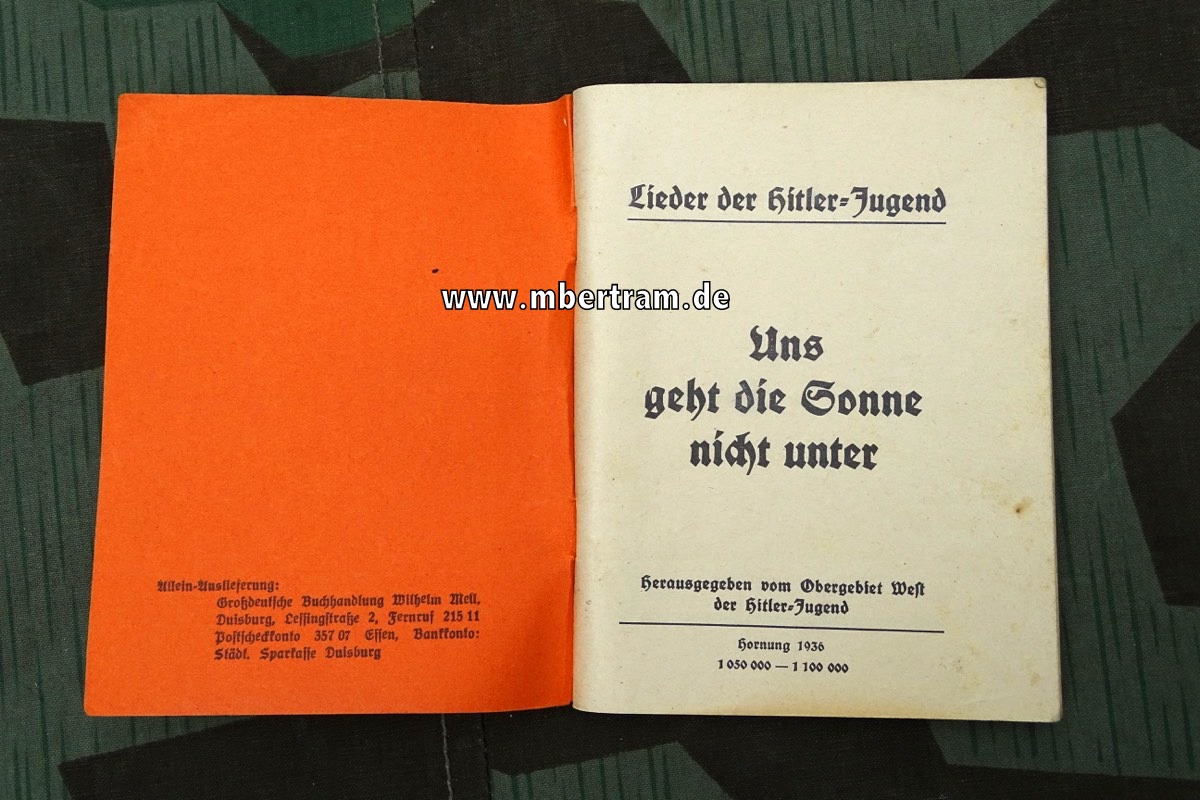 Allein-Auslieferung:
Großdeutsche Buchhandlung Wilhelm Mell,
Duisburg, Lessingstraße 2, Fernruf 215 11
Postscheckkonto 357 07 Essen, Bankkonto:
Städt. Sparkasse Duisburg
www.mbertram.de
Lieder der Hitler-Jugend
Uns
geht die Sonne
nicht unter
Herausgegeben vom Obergebiet West
der Hitler-Jugend
Hornung 1936
1 050 000 — 1 100 000